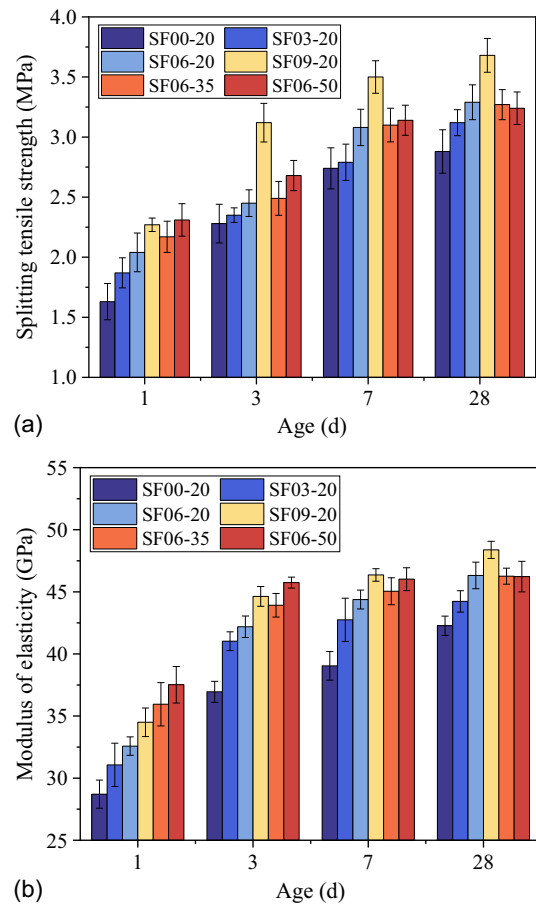 4.0
3.5
3.0
2.5
2.0
1.5
1.0
Splitting tensile strength (MPa)
SF00-20 SF03-20
SF06-20 SF09-20
SF06-35 SF06-50
1 3 7 28
(a) Age (d)
55
50
45
40
35
30
25
Modulus of elasticity (GPa)
SF00-20 SF03-20
SF06-20 SF09-20
SF06-35 SF06-50
1 3 7 28
(b) Age (d)